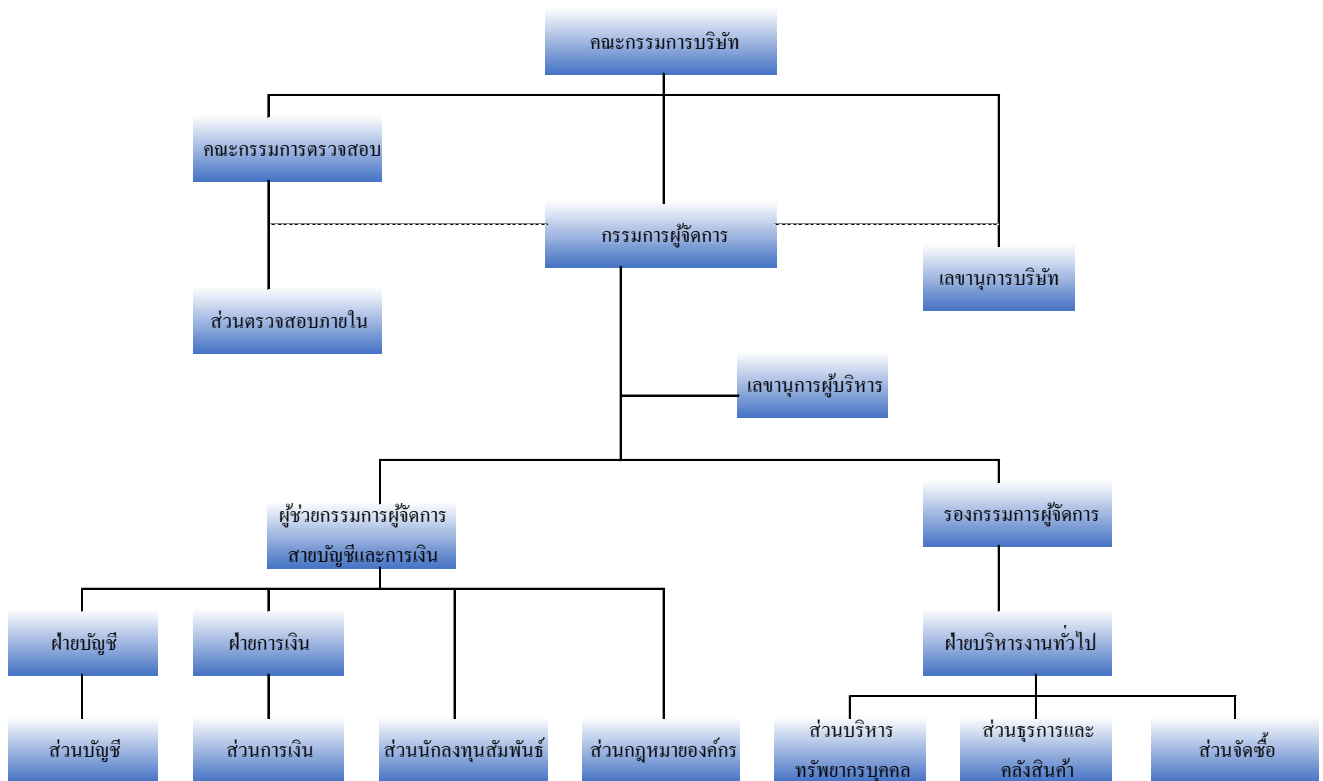 คณะกรรมการบริษัท
คณะกรรมการตรวจสอบ
กรรมการผู้จัดการ
เลขานุการบริษัท
ส่วนตรวจสอบภายใน
เลขานุการผู้บริหาร
ผู้ช่วยกรรมการผู้จัดการ
สายบัญชีและการเงิน
รองกรรมการผู้จัดการ
ฝ่ายบัญชี
ฝ่ายการเงิน
ฝ่ายบริหารงานทั่วไป
ส่วนบัญชี
ส่วนการเงิน
ส่วนนักลงทุนสัมพันธ์
ส่วนกฎหมายองค์กร
ส่วนบริหาร
ทรัพยากรบุคคล
ส่วนธุรการและ
คลังสินค้า
ส่วนจัดซื้อ